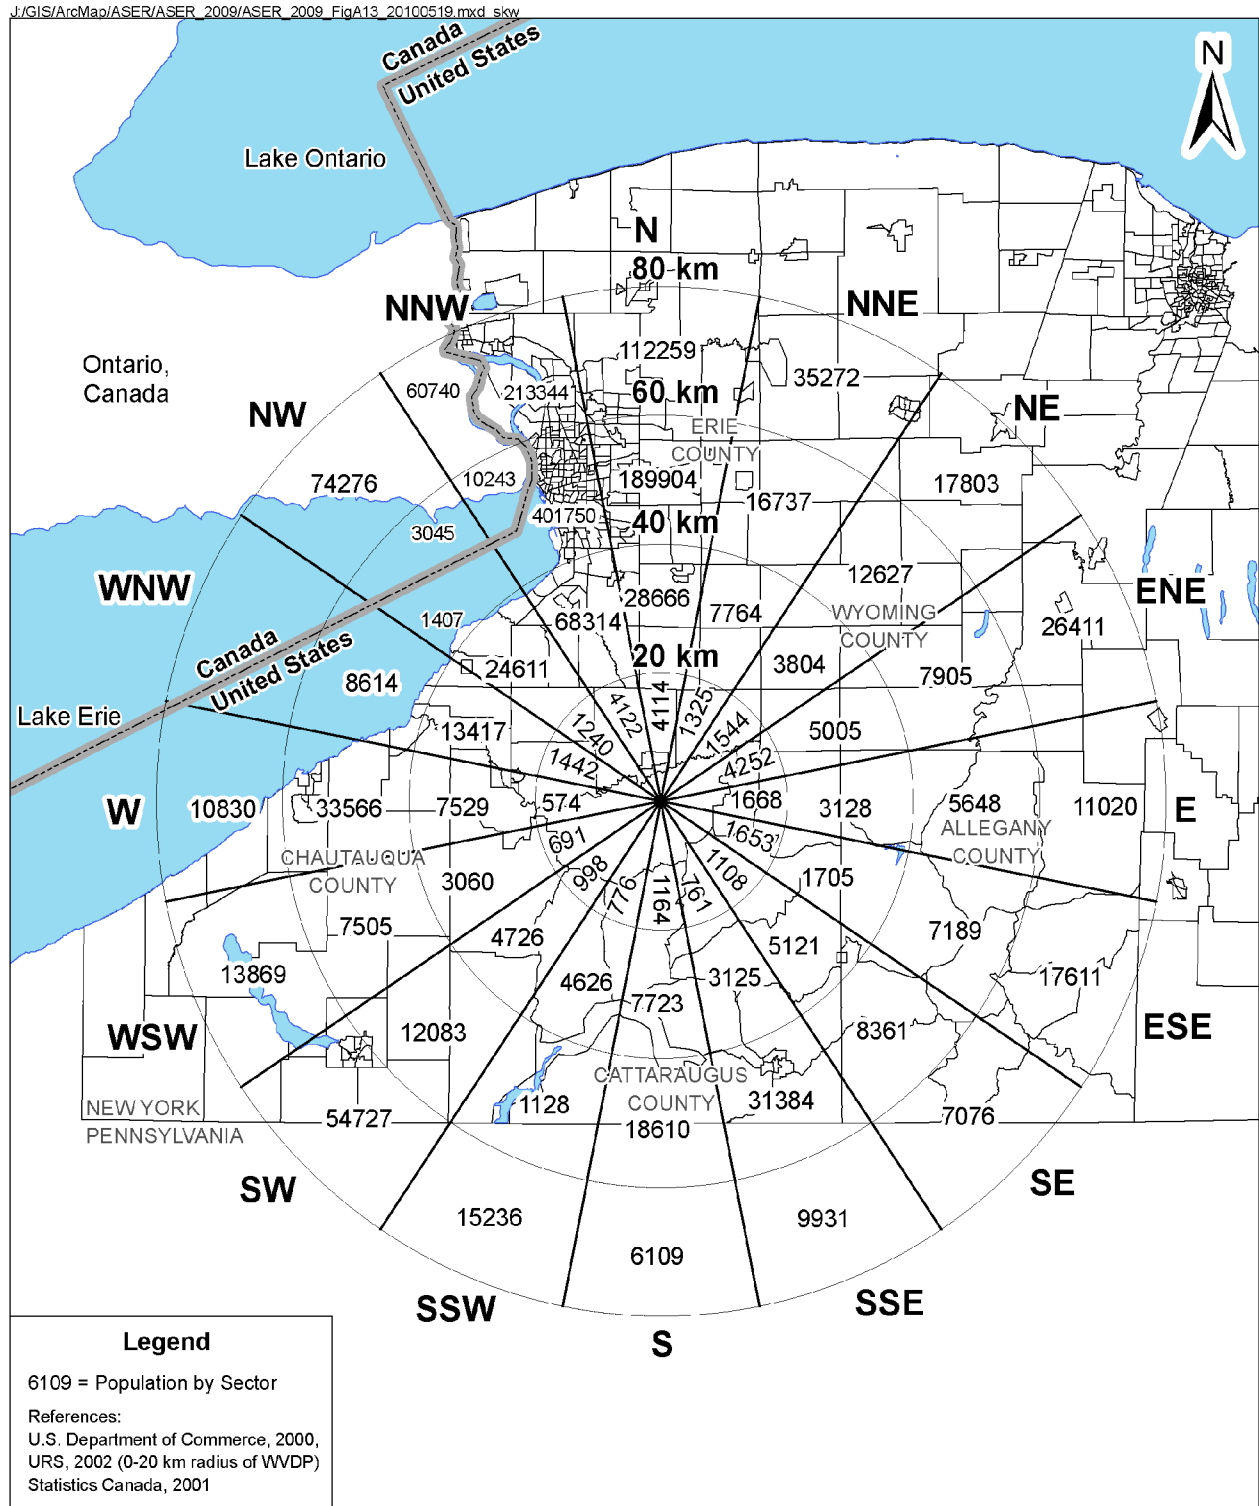 J:/GIS/ArcMap/ASER/ASER_2009/ASER_2009_FigA13_20100519.mxd skw
Canada
United States
N
Lake Ontario
N
80 km
NNW
NNE
112259
Ontario,
Canada
35272
60740
213344
60 km
NW
NE
ERIE
COUNTY
74276
10243
189904
17803
16737
401750
40 km
3045
12627
WNW
ENE
28666
7764
WYOMING
COUNTY
1407
68314
26411
Canada
United States
20 km
24611
3804
7905
8614
Lake Erie
4122
4114
1325
13417
1240
1544
5005
1442
4252
W
10830
33566
7529
574
1668
3128
5648
11020
E
691
1653
ALLEGANY
COUNTY
CHAUTAUQUA
COUNTY
3060
998
776
1164
761
1108
1705
7505
4726
5121
7189
13869
4626
7723
3125
17611
WSW
12083
8361
ESE
CATTARAUGUS
COUNTY
NEW YORK
PENNSYLVANIA
54727
1128
18610
31384
7076
SW
SE
15236
9931
6109
SSW
SSE
S
Legend
6109 = Population by Sector
References:
U.S. Department of Commerce, 2000,
URS, 2002 (0-20 km radius of WVDP)
Statistics Canada, 2001